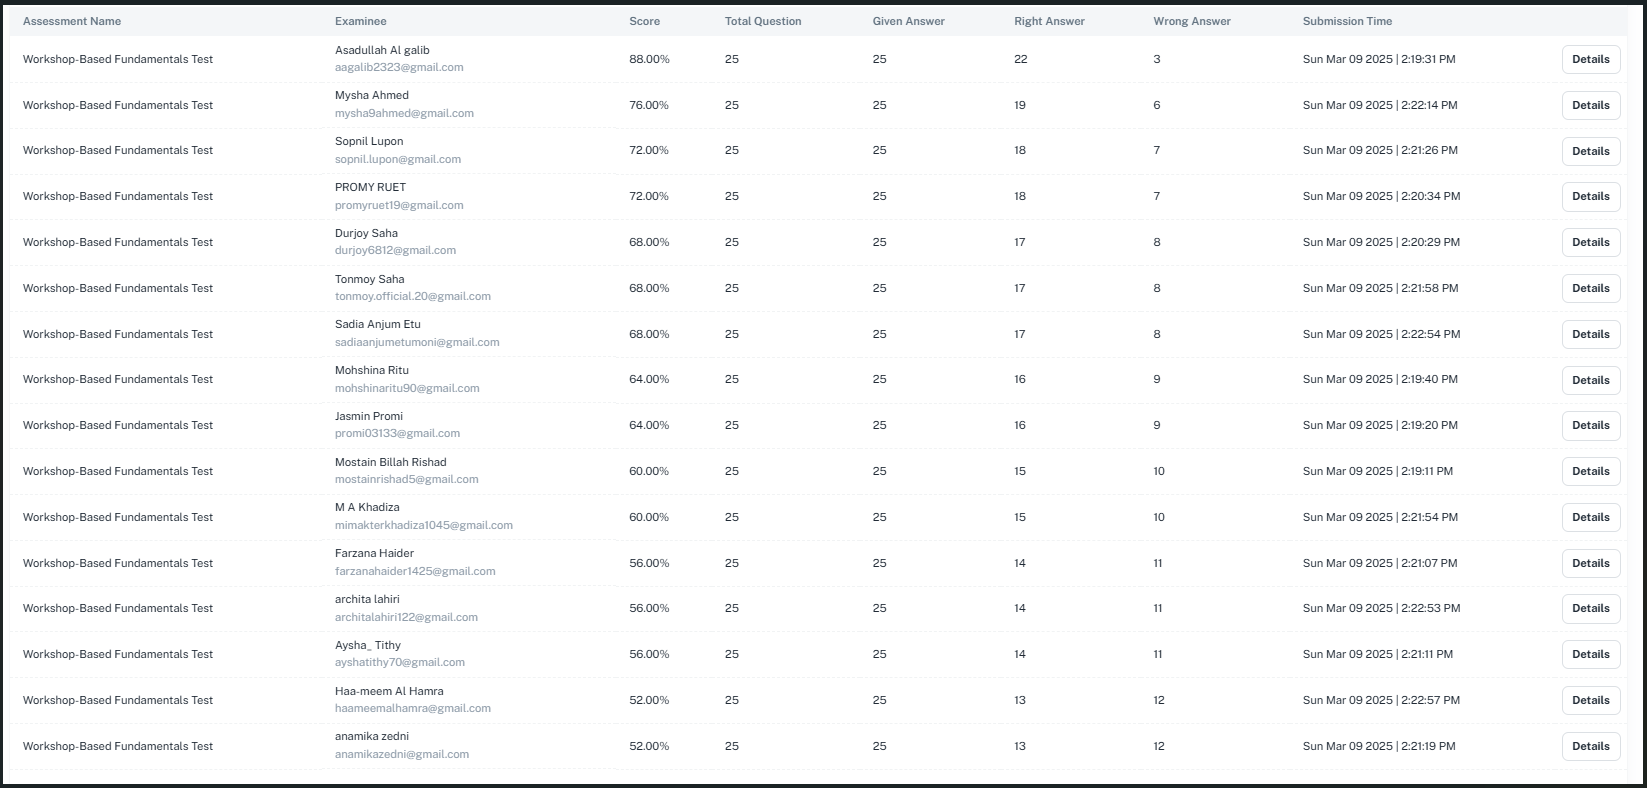 Assessment Name Examinee Score Total Question Given Answer Right Answer Wrong Answer Submission Time
Workshop-Based Fundamentals Test Asadullah Al galib 88.00% 25 25 22 3 Sun Mar 09 2025 | 2:19:31 PM Details
aagalib2323@gmail.com
Workshop-Based Fundamentals Test Mysha Ahmed 76.00% 25 25 19 6 Sun Mar 09 2025 | 2:22:14 PM Details
mysha9ahmed@gmail.com
Workshop-Based Fundamentals Test Sopnil Lupon 72.00% 25 25 18 7 Sun Mar 09 2025 | 2:21:26 PM Details
sopnil.lupon@gmail.com
Workshop-Based Fundamentals Test PROMY RUET 72.00% 25 25 18 7 Sun Mar 09 2025 | 2:20:34 PM Details
promyruet19@gmail.com
Workshop-Based Fundamentals Test Durjoy Saha 68.00% 25 25 17 8 Sun Mar 09 2025 | 2:20:29 PM Details
durjoy6812@gmail.com
Workshop-Based Fundamentals Test Tonmoy Saha 68.00% 25 25 17 8 Sun Mar 09 2025 | 2:21:58 PM Details
tonmoy.official.20@gmail.com
Workshop-Based Fundamentals Test Sadia Anjum Etu 68.00% 25 25 17 8 Sun Mar 09 2025 | 2:22:54 PM Details
sadiaanjumetumoni@gmail.com
Workshop-Based Fundamentals Test Mohshina Ritu 64.00% 25 25 16 9 Sun Mar 09 2025 | 2:19:40 PM Details
mohshinaritu90@gmail.com
Workshop-Based Fundamentals Test Jasmin Promi 64.00% 25 25 16 9 Sun Mar 09 2025 | 2:19:20 PM Details
promi03133@gmail.com
Workshop-Based Fundamentals Test Mostain Billah Rishad 60.00% 25 25 15 10 Sun Mar 09 2025 | 2:19:11 PM Details
mostainrishad5@gmail.com
Workshop-Based Fundamentals Test M A Khadiza 60.00% 25 25 15 10 Sun Mar 09 2025 | 2:21:54 PM Details
mimakterkhadiza1045@gmail.com
Workshop-Based Fundamentals Test Farzana Haider 56.00% 25 25 14 11 Sun Mar 09 2025 | 2:21:07 PM Details
farzanahaider1425@gmail.com
Workshop-Based Fundamentals Test archita lahiri 56.00% 25 25 14 11 Sun Mar 09 2025 | 2:22:53 PM Details
architalahiri122@gmail.com
Workshop-Based Fundamentals Test Aysha_ Tithy 56.00% 25 25 14 11 Sun Mar 09 2025 | 2:21:11 PM Details
ayshatithy70@gmail.com
Workshop-Based Fundamentals Test Haa-meem Al Hamra 52.00% 25 25 13 12 Sun Mar 09 2025 | 2:22:57 PM Details
haameemalhamra@gmail.com
Workshop-Based Fundamentals Test anamika zedni 52.00% 25 25 13 12 Sun Mar 09 2025 | 2:21:19 PM Details
anamikazedni@gmail.com